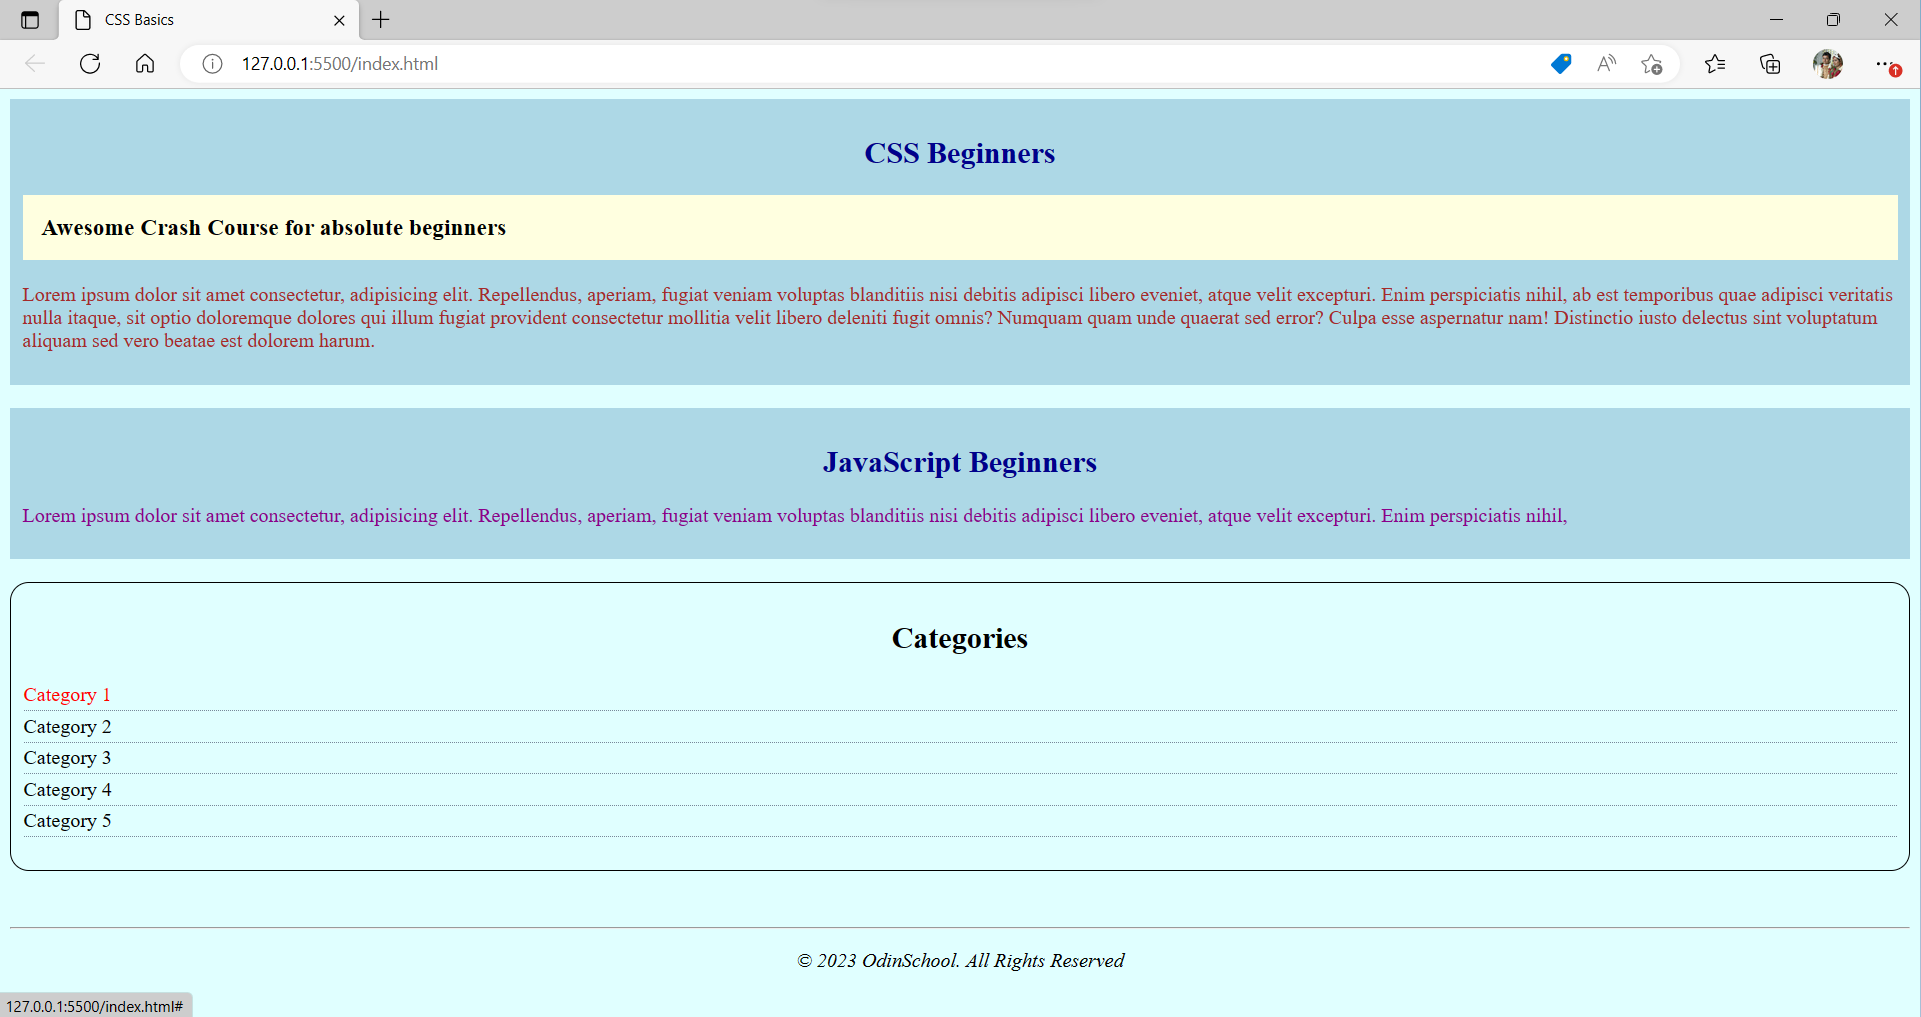 CSS Basics
127.0.0.1:5500/index.html
CSS Beginners
Awesome Crash Course for absolute beginners
Lorem ipsum dolor sit amet consectetur, adipisicing elit. Repellendus, aperiam, fugiat veniam voluptas blanditiis nisi debitis adipisci libero eveniet, atque velit excepturi. Enim perspiciatis nihil, ab est temporibus quae adipisci veritatis
nulla itaque, sit optio doloremque dolores qui illum fugiat provident consectetur mollitia velit libero deleniti fugit omnis? Numquam quam unde quaerat sed error? Culpa esse aspernatur nam! Distinctio iusto delectus sint voluptatum
aliquam sed vero beatae est dolorem harum.
JavaScript Beginners
Lorem ipsum dolor sit amet consectetur, adipisicing elit. Repellendus, aperiam, fugiat veniam voluptas blanditiis nisi debitis adipisci libero eveniet, atque velit excepturi. Enim perspiciatis nihil,
Categories
Category 1
Category 2
Category 3
Category 4
Category 5
© 2023 OdinSchool. All Rights Reserved
127.0.0.1:5500/index.html#